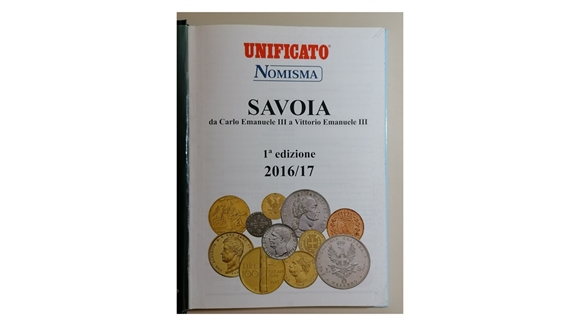 UNIFICATO®
NOMISMA
SAVOIA
da Carlo Emanuele III a Vittorio Emanuele III
1ª edizione
2016/17